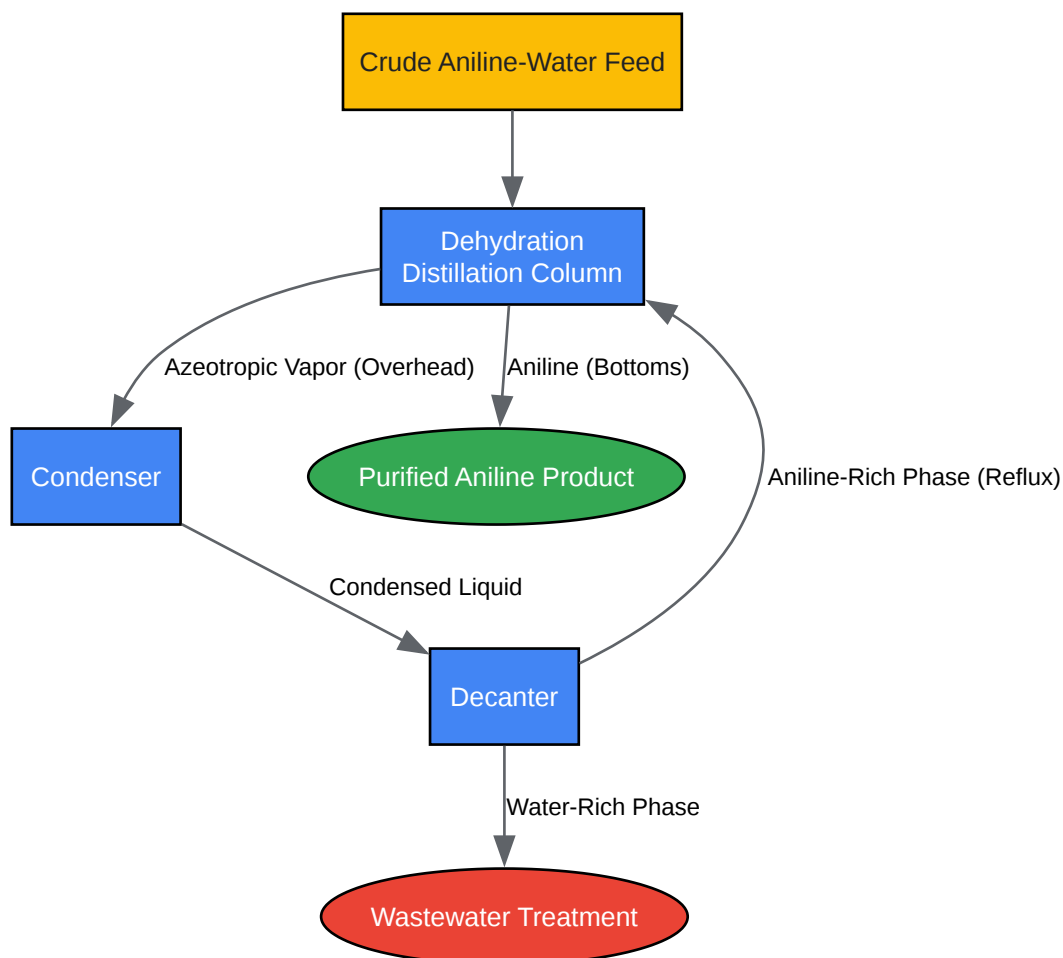 Crude Aniline-Water Feed
Dehydration
Distillation Column
Azeotropic Vapor (Overhead)
Aniline (Bottoms)
Condenser
Purified Aniline Product
Aniline-Rich Phase (Reflux)
Condensed Liquid
Decanter
Water-Rich Phase
Wastewater Treatment